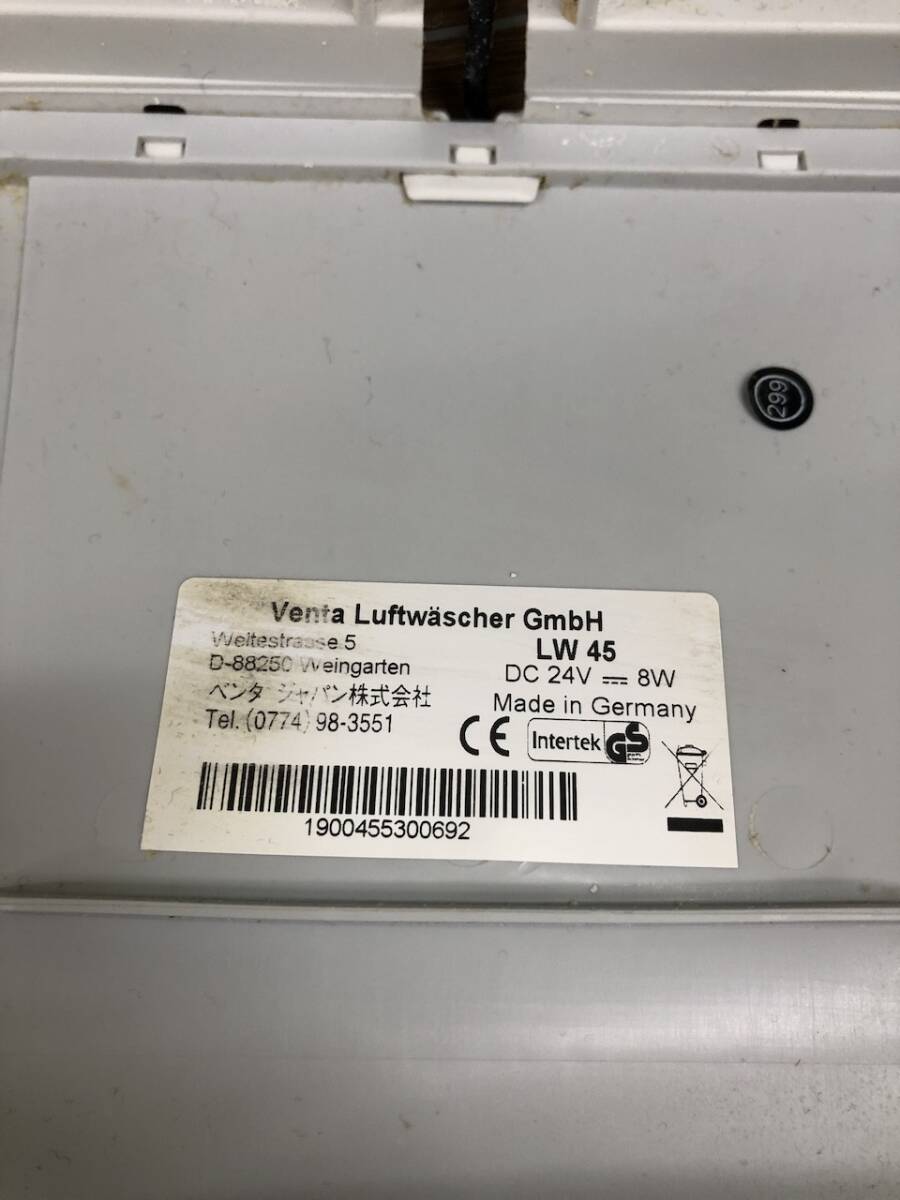 299
Venta Luftwäscher GmbH
Weltestrasse 5
D-88250 Weingarten
ベンタ ジャパン株式会社
Tel. (0774) 98-3551
LW 45
DC 24V ⎓ 8W
Made in Germany
CE
Intertek
GS
1900455300692